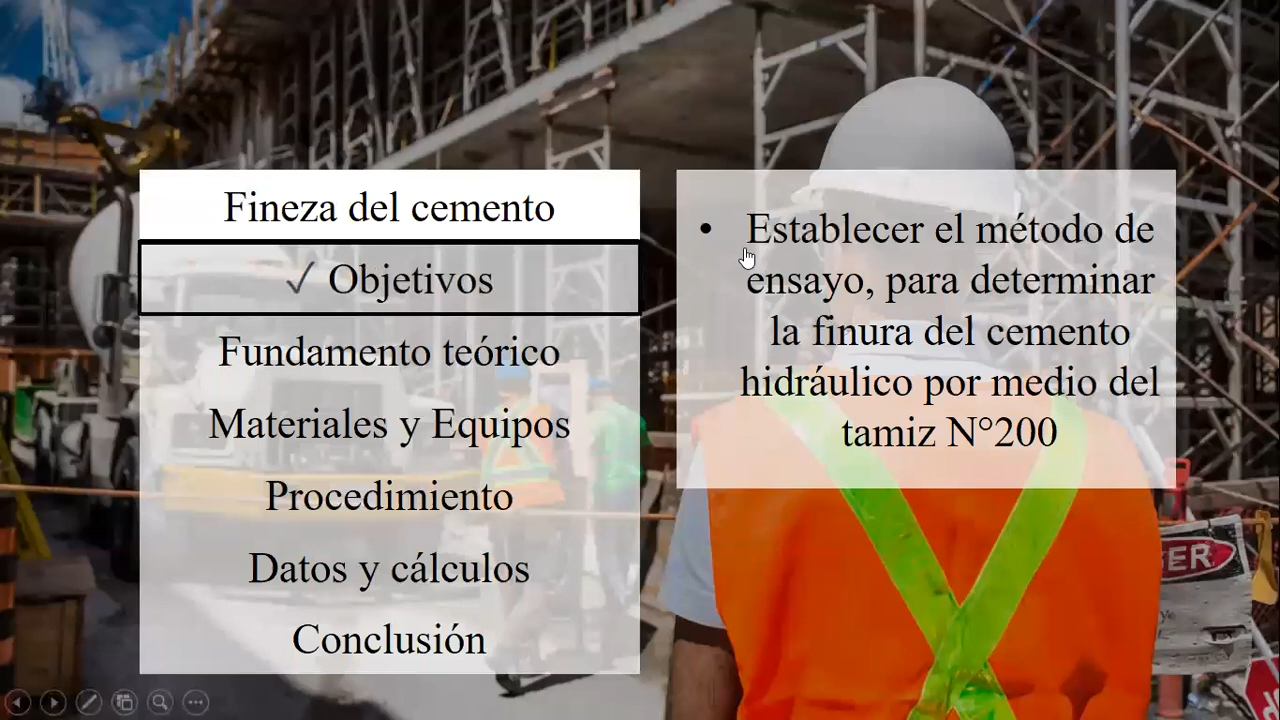 Fineza del cemento
✓ Objetivos
Fundamento teórico
Materiales y Equipos
Procedimiento
Datos y cálculos
Conclusión
• Establecer el método de
ensayo, para determinar
la finura del cemento
hidráulico por medio del
tamiz N°200